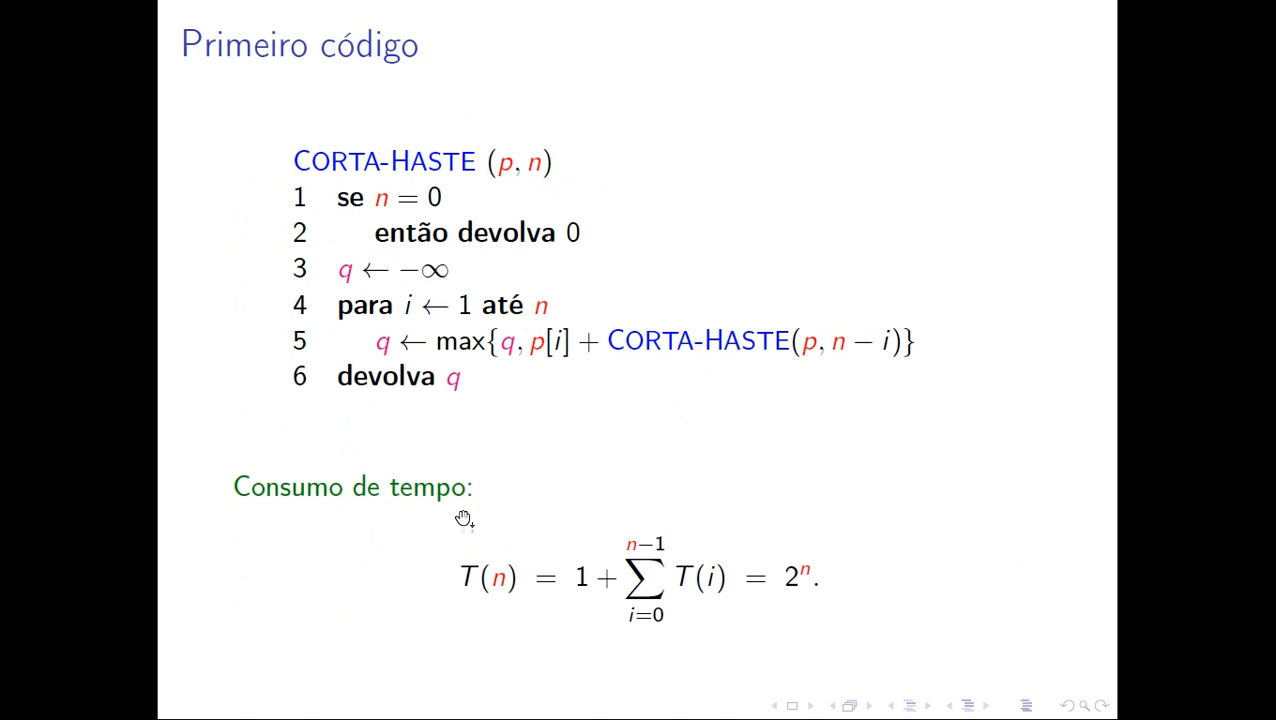 Primeiro código
CORTA-HASTE (p, n)
1 se n = 0
2 então devolva 0
3 q ← −∞
4 para i ← 1 até n
5 q ← max{q, p[i] + CORTA-HASTE(p, n − i)}
6 devolva q
Consumo de tempo:
T(n) = 1 + ∑_{i=0}^{n−1} T(i) = 2^n.